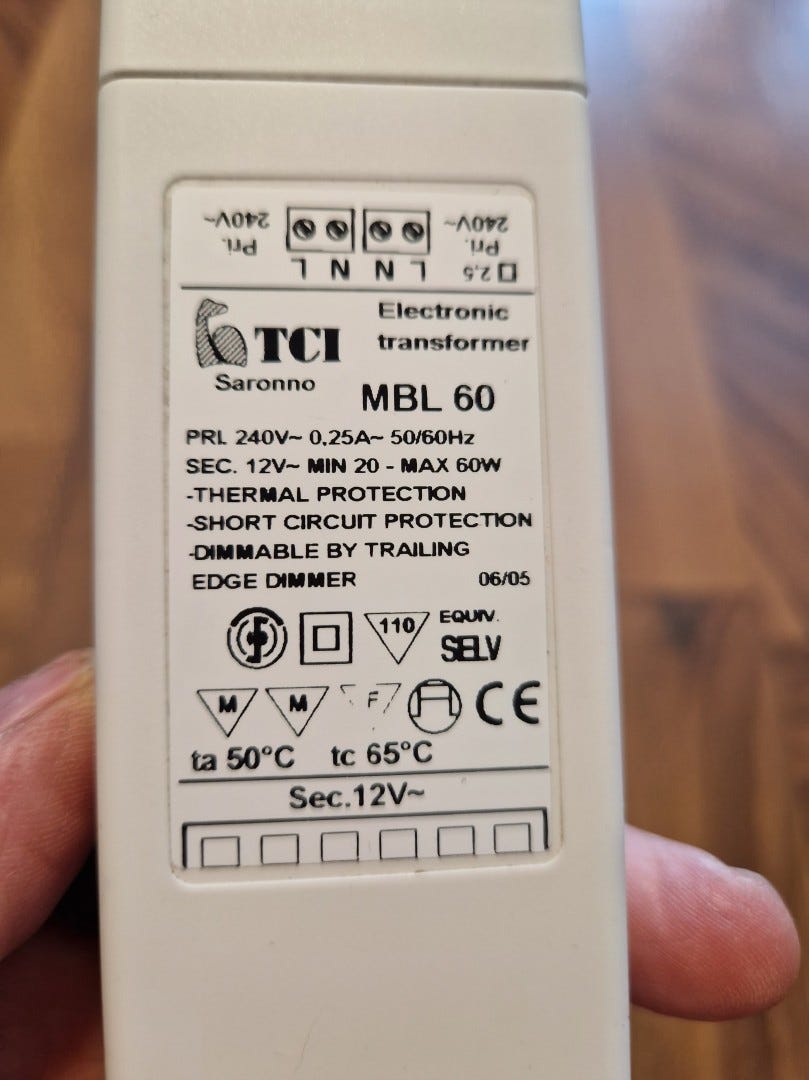 Pri. 240V~
Pri. 240V~
L N N L □ 2,5
TCI
Saronno
Electronic
transformer
MBL 60
PRI. 240V~ 0,25A~ 50/60Hz
SEC. 12V~ MIN 20 - MAX 60W
-THERMAL PROTECTION
-SHORT CIRCUIT PROTECTION
-DIMMABLE BY TRAILING
EDGE DIMMER 06/05
110 EQUIV.
SELV
M M F CE
ta 50°C tc 65°C
Sec.12V~